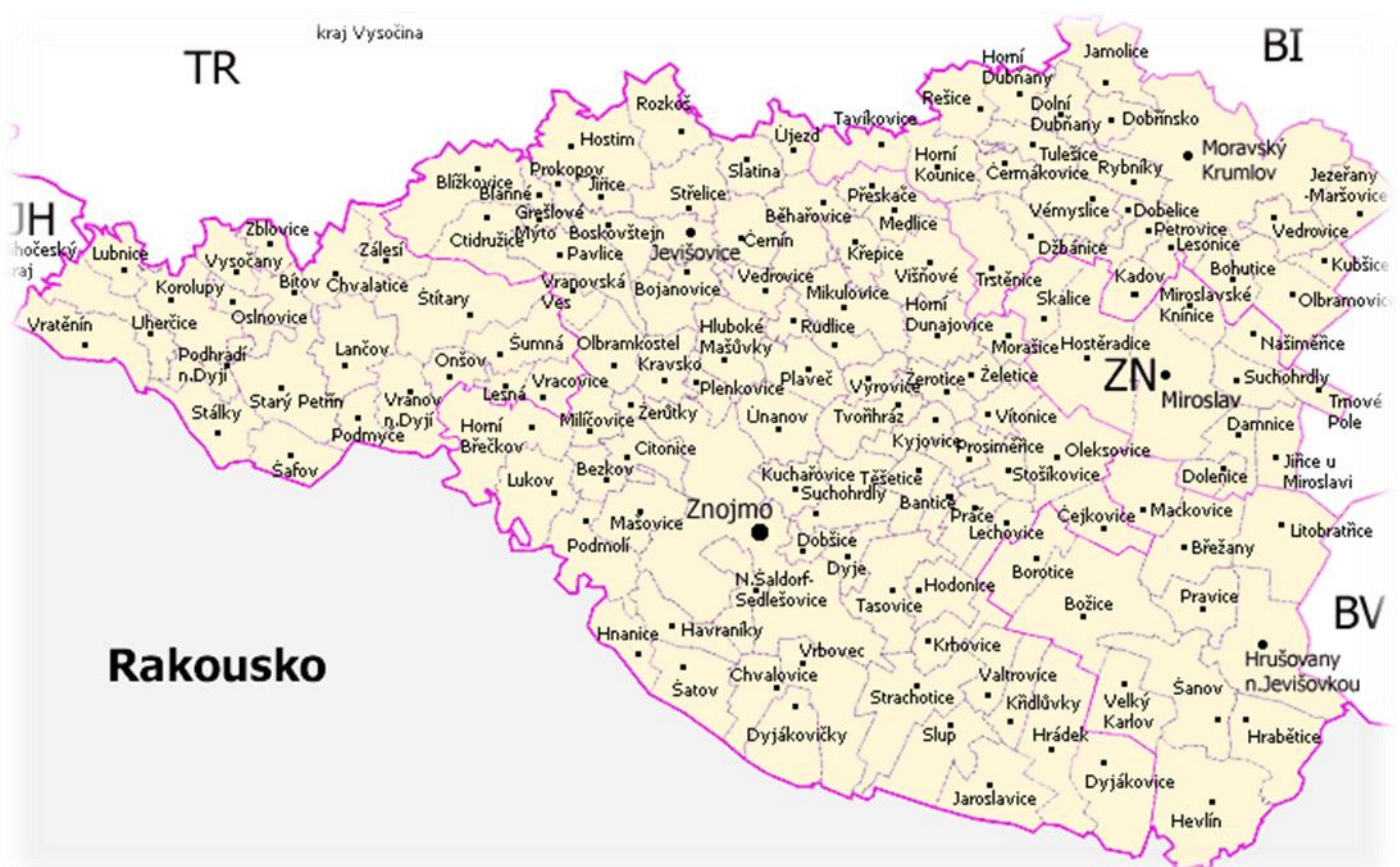 kraj Vysočina
TR
BI
JH
BV
ZN
Rakousko
Jamolice
Horní
Dubňany
Rešice
Dolní
Dubňany
Dobřínsko
Rozkoš
Hostim
Tavíkovice
Újezd
Slatina
Horní
Kounice
Tulešice
Čermákovice
Rybníky
Moravský
Krumlov
Jezeřany
-Maršovice
Blížkovice
Prokopov
Blanné
Jiřice
Střelice
Přeskače
Běhařovice
Medlice
Vémyslice
Dobelice
Petrovice
Lesonice
Vedrovice
Grešlové
Mýto
Boskovštejn
Ctidružice
Pavlice
Jevišovice
Černín
Křepice
Džbánice
Kubšice
Zblovice
Lubnice
Vysočany
Zálesí
Bítov
Chvalatice
Korolupy
Oslnovice
Štítary
Vranovská
Ves
Bojanovice
Vedrovice
Mikulovice
Višňové
Trstěnice
Kadov
Bohutice
Skalice
Miroslavské
Knínice
Olbramovice
Vratěnín
Uherčice
Horní
Dunajovice
Rudlice
Hluboké
Mašůvky
Olbramkostel
Kravsko
Šumná
Lančov
Onšov
Podhradí
n.Dyjí
Morašice
Hostěradice
Našiměřice
Plenkovice
Plaveč
Výrovice
Žerotice
Želetice
Suchohrdly
Miroslav
Trnové
Pole
Vracovice
Lesná
Starý Petřín
Vranov
n.Dyjí
Stálky
Podmyče
Šafov
Horní
Břečkov
Milíčovice
Žerůtky
Únanov
Tvořihráz
Vítonice
Kyjovice
Prosiměřice
Oleksovice
Stošíkovice
Damnice
Dolenice
Jiřice u
Miroslavi
Citonice
Bezkov
Lukov
Kuchařovice
Těšetice
Suchohrdly
Bantice
Práče
Lechovice
Čejkovice
Mackovice
Litobratřice
Břežany
Znojmo
Mašovice
Podmolí
Dobšice
Dyje
N.Šaldorf-
Sedlešovice
Tasovice
Hodonice
Borotice
Božice
Pravice
Hnanice
Havraníky
Krhovice
Vrbovec
Hrušovany
n.Jevišovkou
Šatov
Chvalovice
Strachotice
Valtrovice
Křídlůvky
Velký
Karlov
Šanov
Dyjákovičky
Slup
Hrádek
Hrabětice
Dyjákovice
Jaroslavice
Hevlín